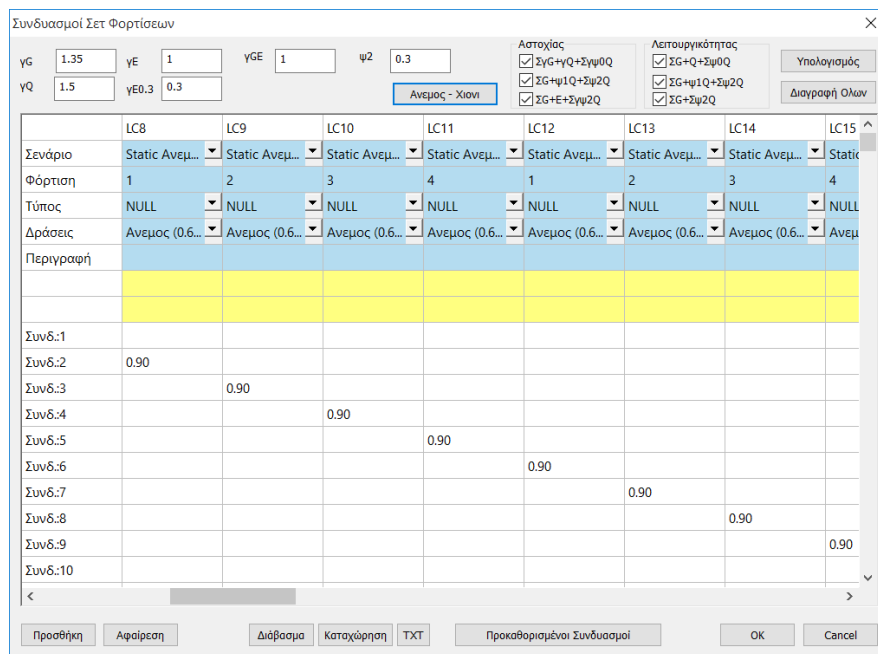 Συνδυασμοί Σετ Φορτίσεων
γG 1.35 γE 1 γGE 1 ψ2 0.3
γQ 1.5 γE0.3 0.3 Ανεμος - Χιονι
Αστοχίας
ΣγG+γQ+Σγψ0Q
ΣG+ψ1Q+Σψ2Q
ΣG+E+Σγψ2Q
Λειτουργικότητας
ΣG+Q+Σψ0Q
ΣG+ψ1Q+Σψ2Q
ΣG+Σψ2Q
Υπολογισμός
Διαγραφή Ολων
LC8 LC9 LC10 LC11 LC12 LC13 LC14 LC15
Σενάριο Static Ανεμ... Static Ανεμ... Static Ανεμ... Static Ανεμ... Static Ανεμ... Static Ανεμ... Static Ανεμ... Static
Φόρτιση 1 2 3 4 1 2 3 4
Τύπος NULL NULL NULL NULL NULL NULL NULL NULL
Δράσεις Ανεμος (0.6... Ανεμος (0.6... Ανεμος (0.6... Ανεμος (0.6... Ανεμος (0.6... Ανεμος (0.6... Ανεμος (0.6... Ανεμ
Περιγραφή
Συνδ.:1
Συνδ.:2 0.90
Συνδ.:3 0.90
Συνδ.:4 0.90
Συνδ.:5 0.90
Συνδ.:6 0.90
Συνδ.:7 0.90
Συνδ.:8 0.90
Συνδ.:9 0.90
Συνδ.:10
Προσθήκη Αφαίρεση Διάβασμα Καταχώρηση TXT Προκαθορισμένοι Συνδυασμοί OK Cancel